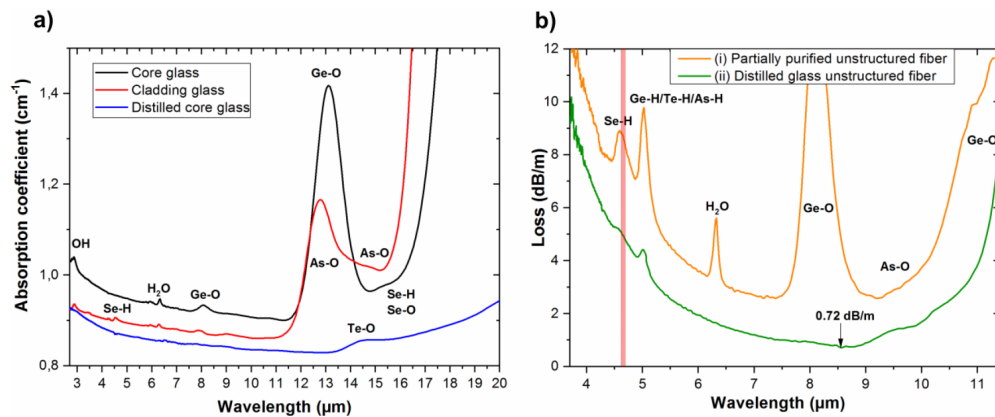 a)
Core glass
Cladding glass
Distilled core glass
Ge-O
OH
Se-H
H2O
Ge-O
As-O
As-O
Se-H
Se-O
Te-O
1,4
1,2
1,0
0,8
3 4 5 6 7 8 9 10 11 12 13 14 15 16 17 18 19 20
Absorption coefficient (cm⁻¹)
Wavelength (µm)
b)
(i) Partially purified unstructured fiber
(ii) Distilled glass unstructured fiber
Ge-H/Te-H/As-H
Se-H
H2O
Ge-O
Ge-O
As-O
0.72 dB/m
12
10
8
6
4
2
0
4 5 6 7 8 9 10 11
Loss (dB/m)
Wavelength (µm)